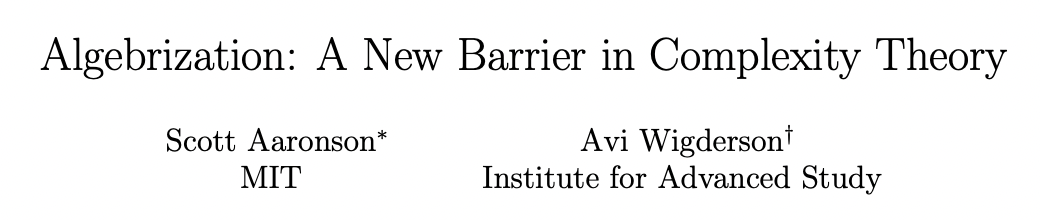 Algebrization: A New Barrier in Complexity Theory
Scott Aaronson* Avi Wigderson†
MIT Institute for Advanced Study